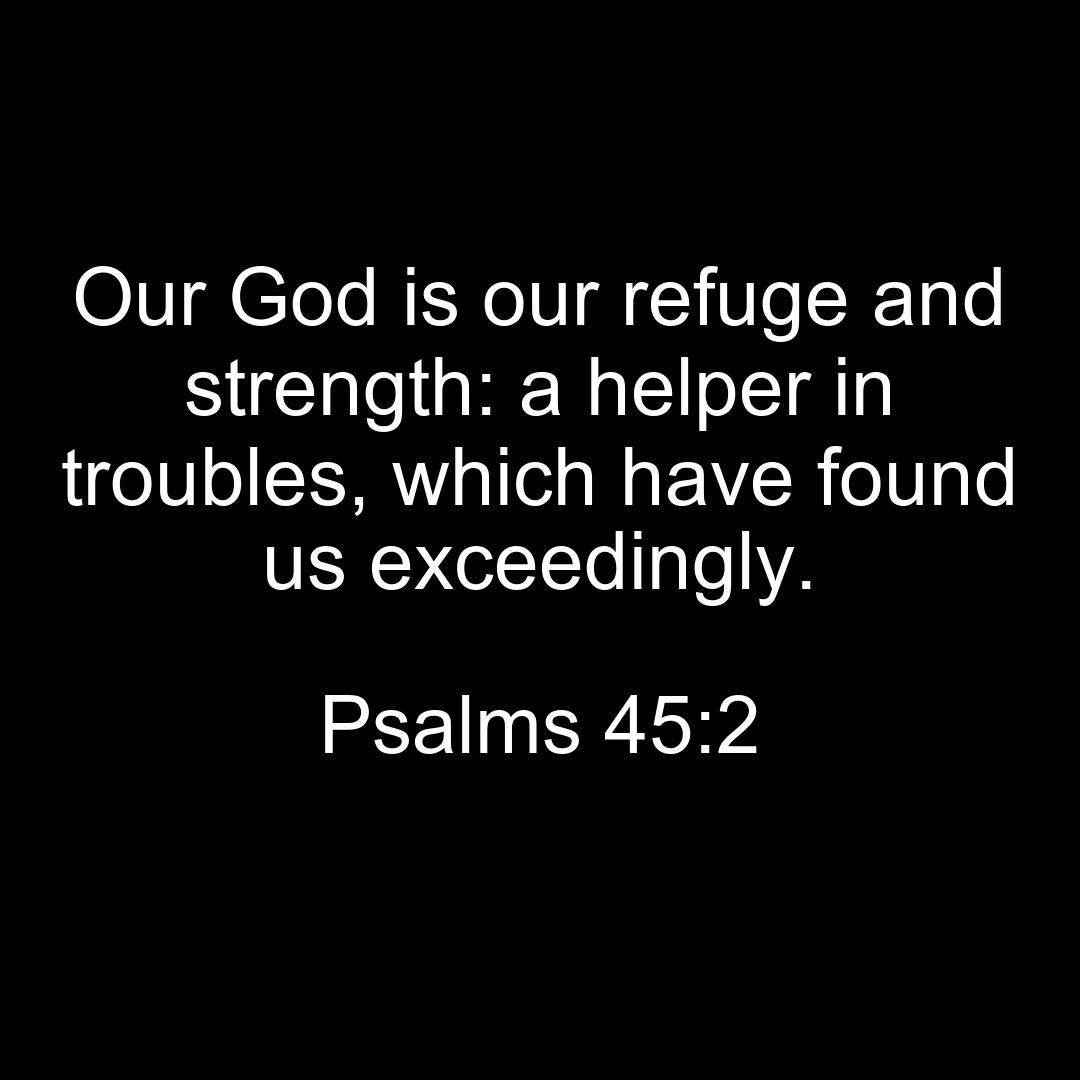 Our God is our refuge and
strength: a helper in
troubles, which have found
us exceedingly.
Psalms 45:2